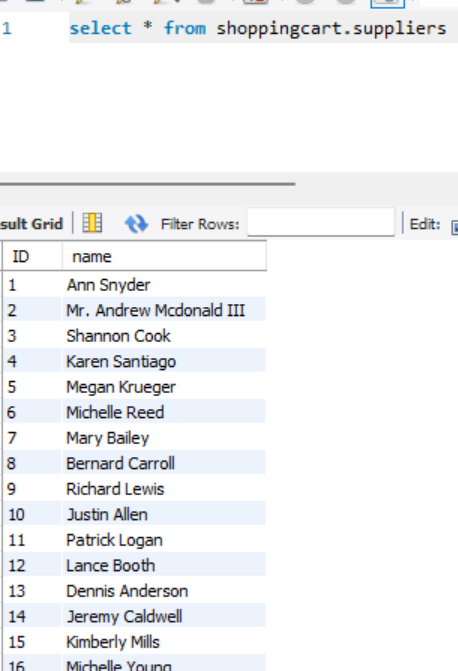 1 select * from shoppingcart.suppliers
sult Grid Filter Rows: Edit:
ID name
1 Ann Snyder
2 Mr. Andrew Mcdonald III
3 Shannon Cook
4 Karen Santiago
5 Megan Krueger
6 Michelle Reed
7 Mary Bailey
8 Bernard Carroll
9 Richard Lewis
10 Justin Allen
11 Patrick Logan
12 Lance Booth
13 Dennis Anderson
14 Jeremy Caldwell
15 Kimberly Mills
16 Michelle Young